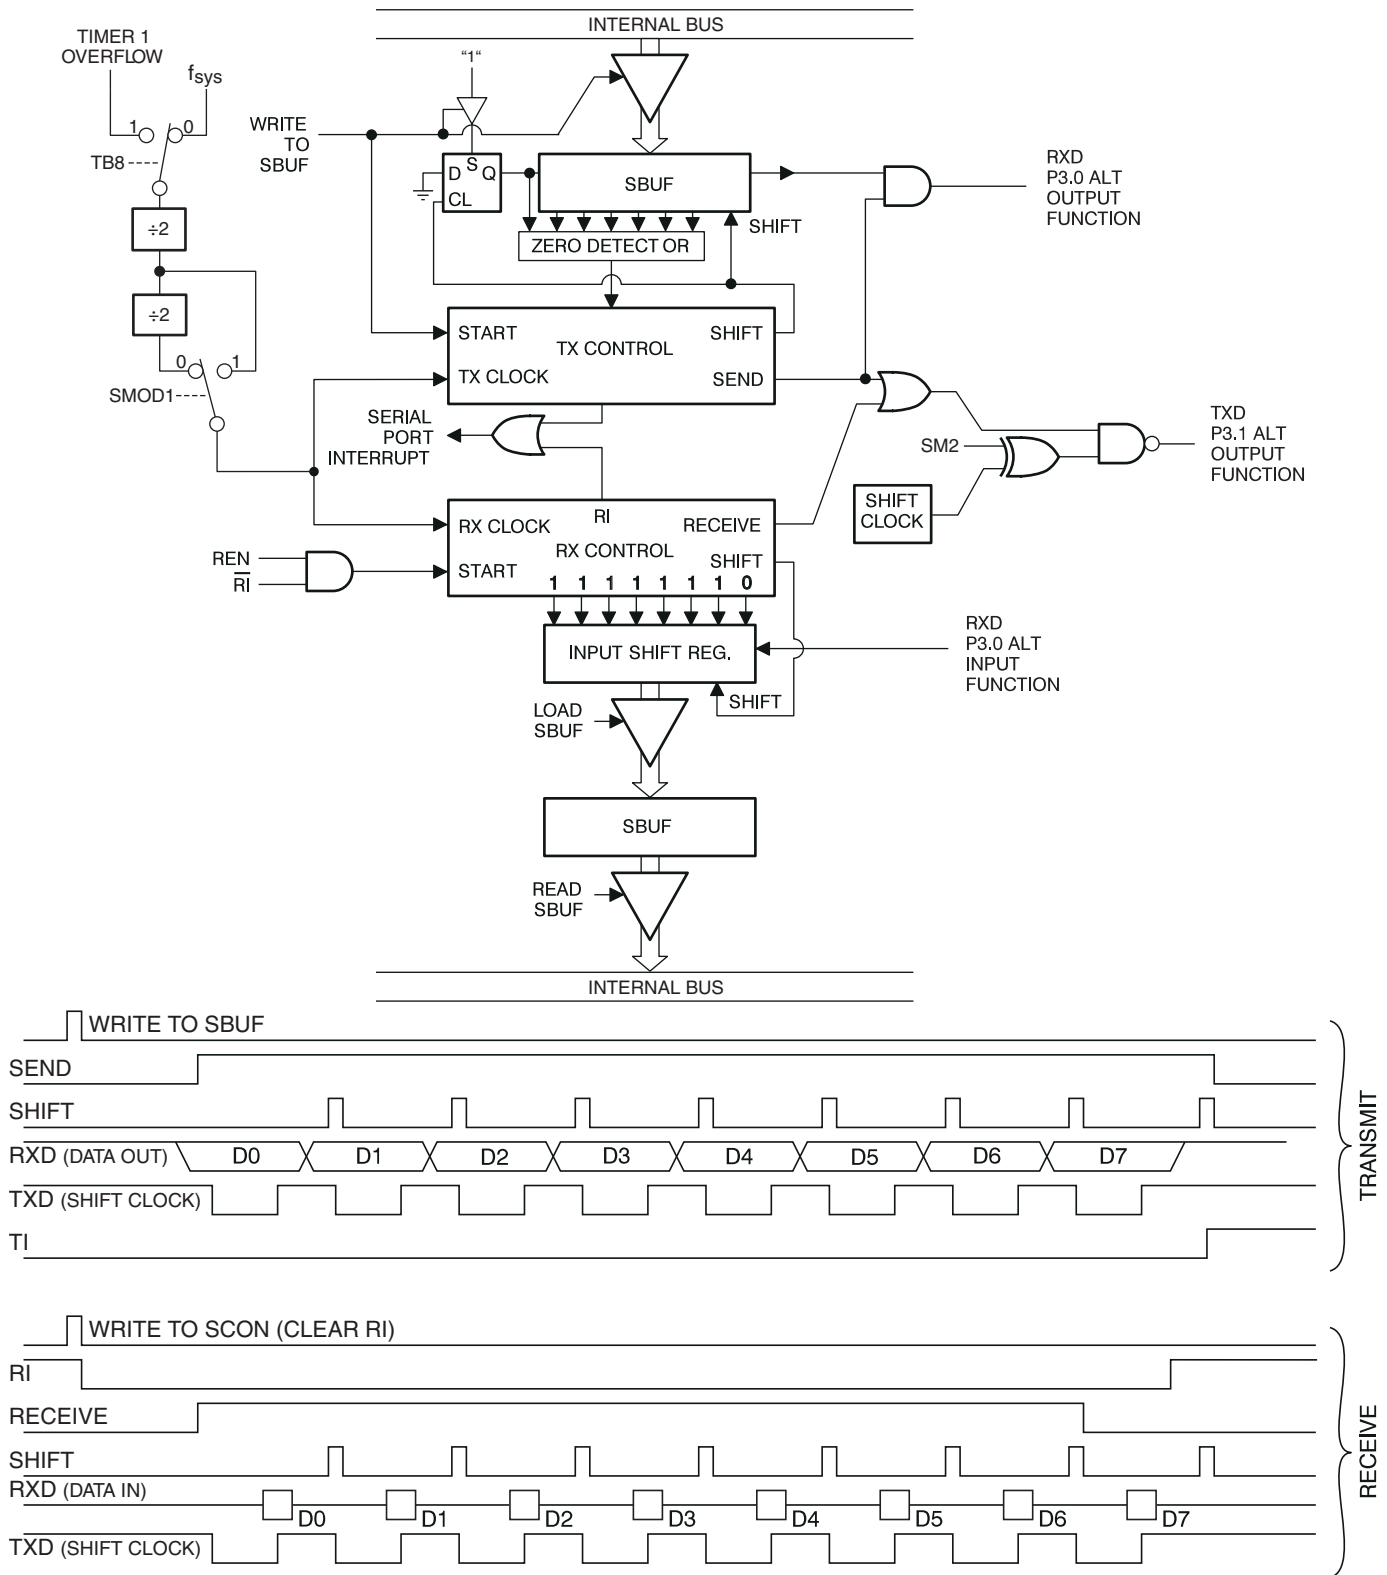 INTERNAL BUS
TIMER 1
OVERFLOW
fsys
"1"
1
0
TB8
÷2
÷2
0
1
SMOD1
WRITE
TO
SBUF
D
S
Q
CL
SBUF
SHIFT
ZERO DETECT OR
RXD
P3.0 ALT
OUTPUT
FUNCTION
START
SHIFT
TX CONTROL
TX CLOCK
SEND
SERIAL
PORT
INTERRUPT
SM2
TXD
P3.1 ALT
OUTPUT
FUNCTION
SHIFT
CLOCK
RX CLOCK
RI
RECEIVE
RX CONTROL
SHIFT
START
1 1 1 1 1 1 1 0
REN
R̅I̅
INPUT SHIFT REG.
RXD
P3.0 ALT
INPUT
FUNCTION
SHIFT
LOAD
SBUF
SBUF
READ
SBUF
INTERNAL BUS
WRITE TO SBUF
SEND
SHIFT
RXD (DATA OUT)
D0 D1 D2 D3 D4 D5 D6 D7
TXD (SHIFT CLOCK)
TI
TRANSMIT
WRITE TO SCON (CLEAR RI)
RI
RECEIVE
SHIFT
RXD (DATA IN)
D0 D1 D2 D3 D4 D5 D6 D7
TXD (SHIFT CLOCK)
RECEIVE